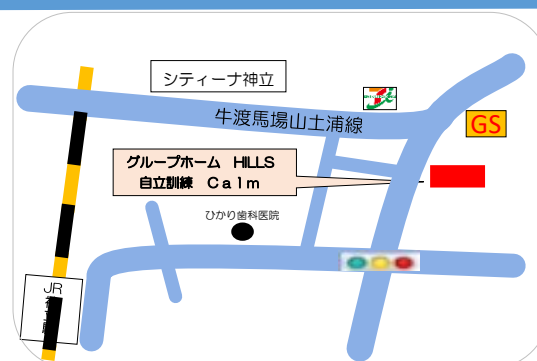 シティーナ神立
牛渡馬場山土浦線
GS
グループホーム HILLS
自立訓練 Calm
ひかり歯科医院
JR